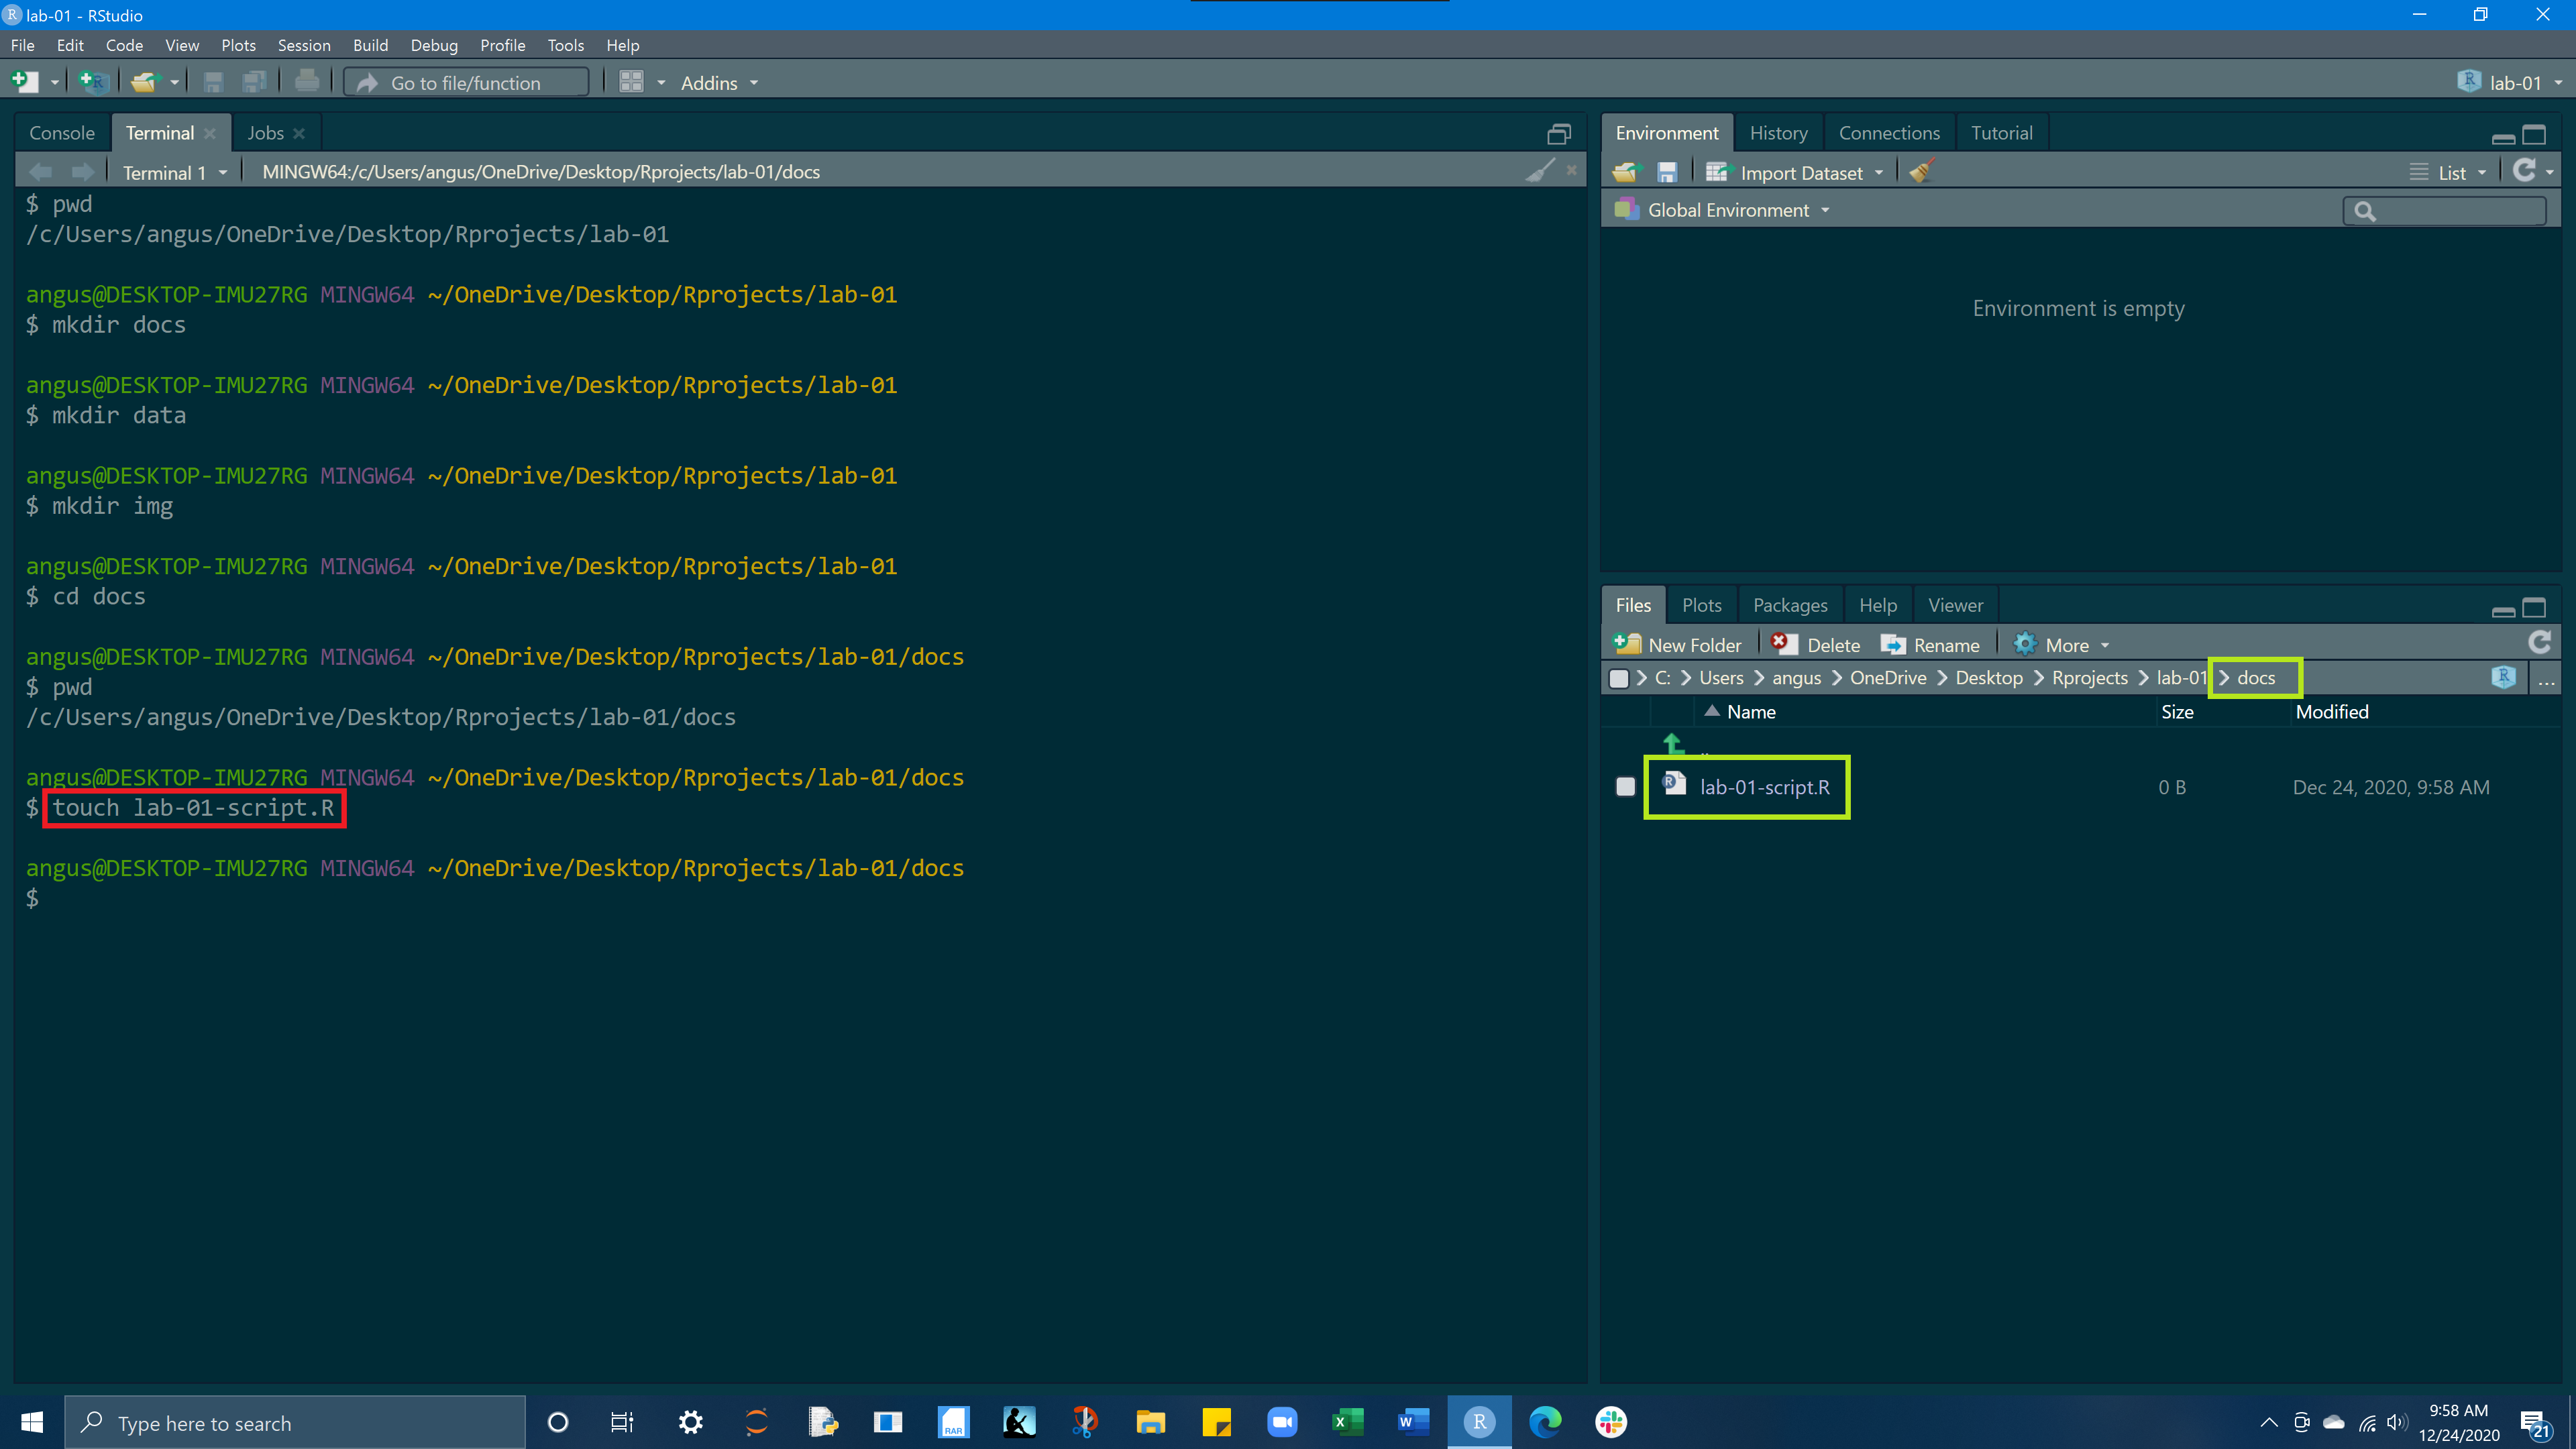 lab-01 - RStudio
File Edit Code View Plots Session Build Debug Profile Tools Help
Go to file/function Addins lab-01
Console Terminal Jobs
Terminal 1 MINGW64:/c/Users/angus/OneDrive/Desktop/Rprojects/lab-01/docs
$ pwd
/c/Users/angus/OneDrive/Desktop/Rprojects/lab-01
angus@DESKTOP-IMU27RG MINGW64 ~/OneDrive/Desktop/Rprojects/lab-01
$ mkdir docs
angus@DESKTOP-IMU27RG MINGW64 ~/OneDrive/Desktop/Rprojects/lab-01
$ mkdir data
angus@DESKTOP-IMU27RG MINGW64 ~/OneDrive/Desktop/Rprojects/lab-01
$ mkdir img
angus@DESKTOP-IMU27RG MINGW64 ~/OneDrive/Desktop/Rprojects/lab-01
$ cd docs
angus@DESKTOP-IMU27RG MINGW64 ~/OneDrive/Desktop/Rprojects/lab-01/docs
$ pwd
/c/Users/angus/OneDrive/Desktop/Rprojects/lab-01/docs
angus@DESKTOP-IMU27RG MINGW64 ~/OneDrive/Desktop/Rprojects/lab-01/docs
$ touch lab-01-script.R
angus@DESKTOP-IMU27RG MINGW64 ~/OneDrive/Desktop/Rprojects/lab-01/docs
$
Environment History Connections Tutorial
Import Dataset List
Global Environment
Environment is empty
Files Plots Packages Help Viewer
New Folder Delete Rename More
C: Users angus OneDrive Desktop Rprojects lab-01 docs ...
Name Size Modified
..
lab-01-script.R 0 B Dec 24, 2020, 9:58 AM
Type here to search
RAR
9:58 AM
12/24/2020
21